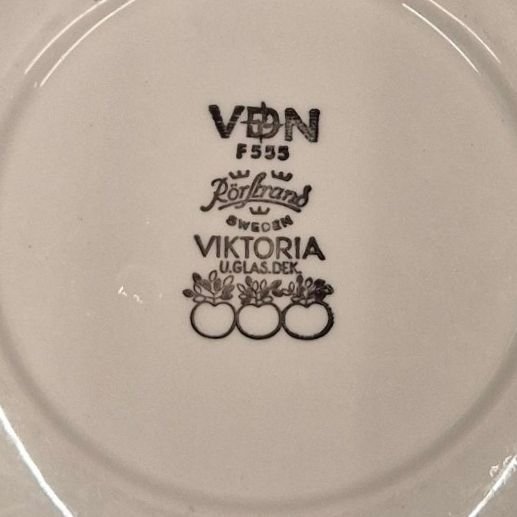 VDN
F555
Rörstrand
SWEDEN
VIKTORIA
U.GLAS.DEK.